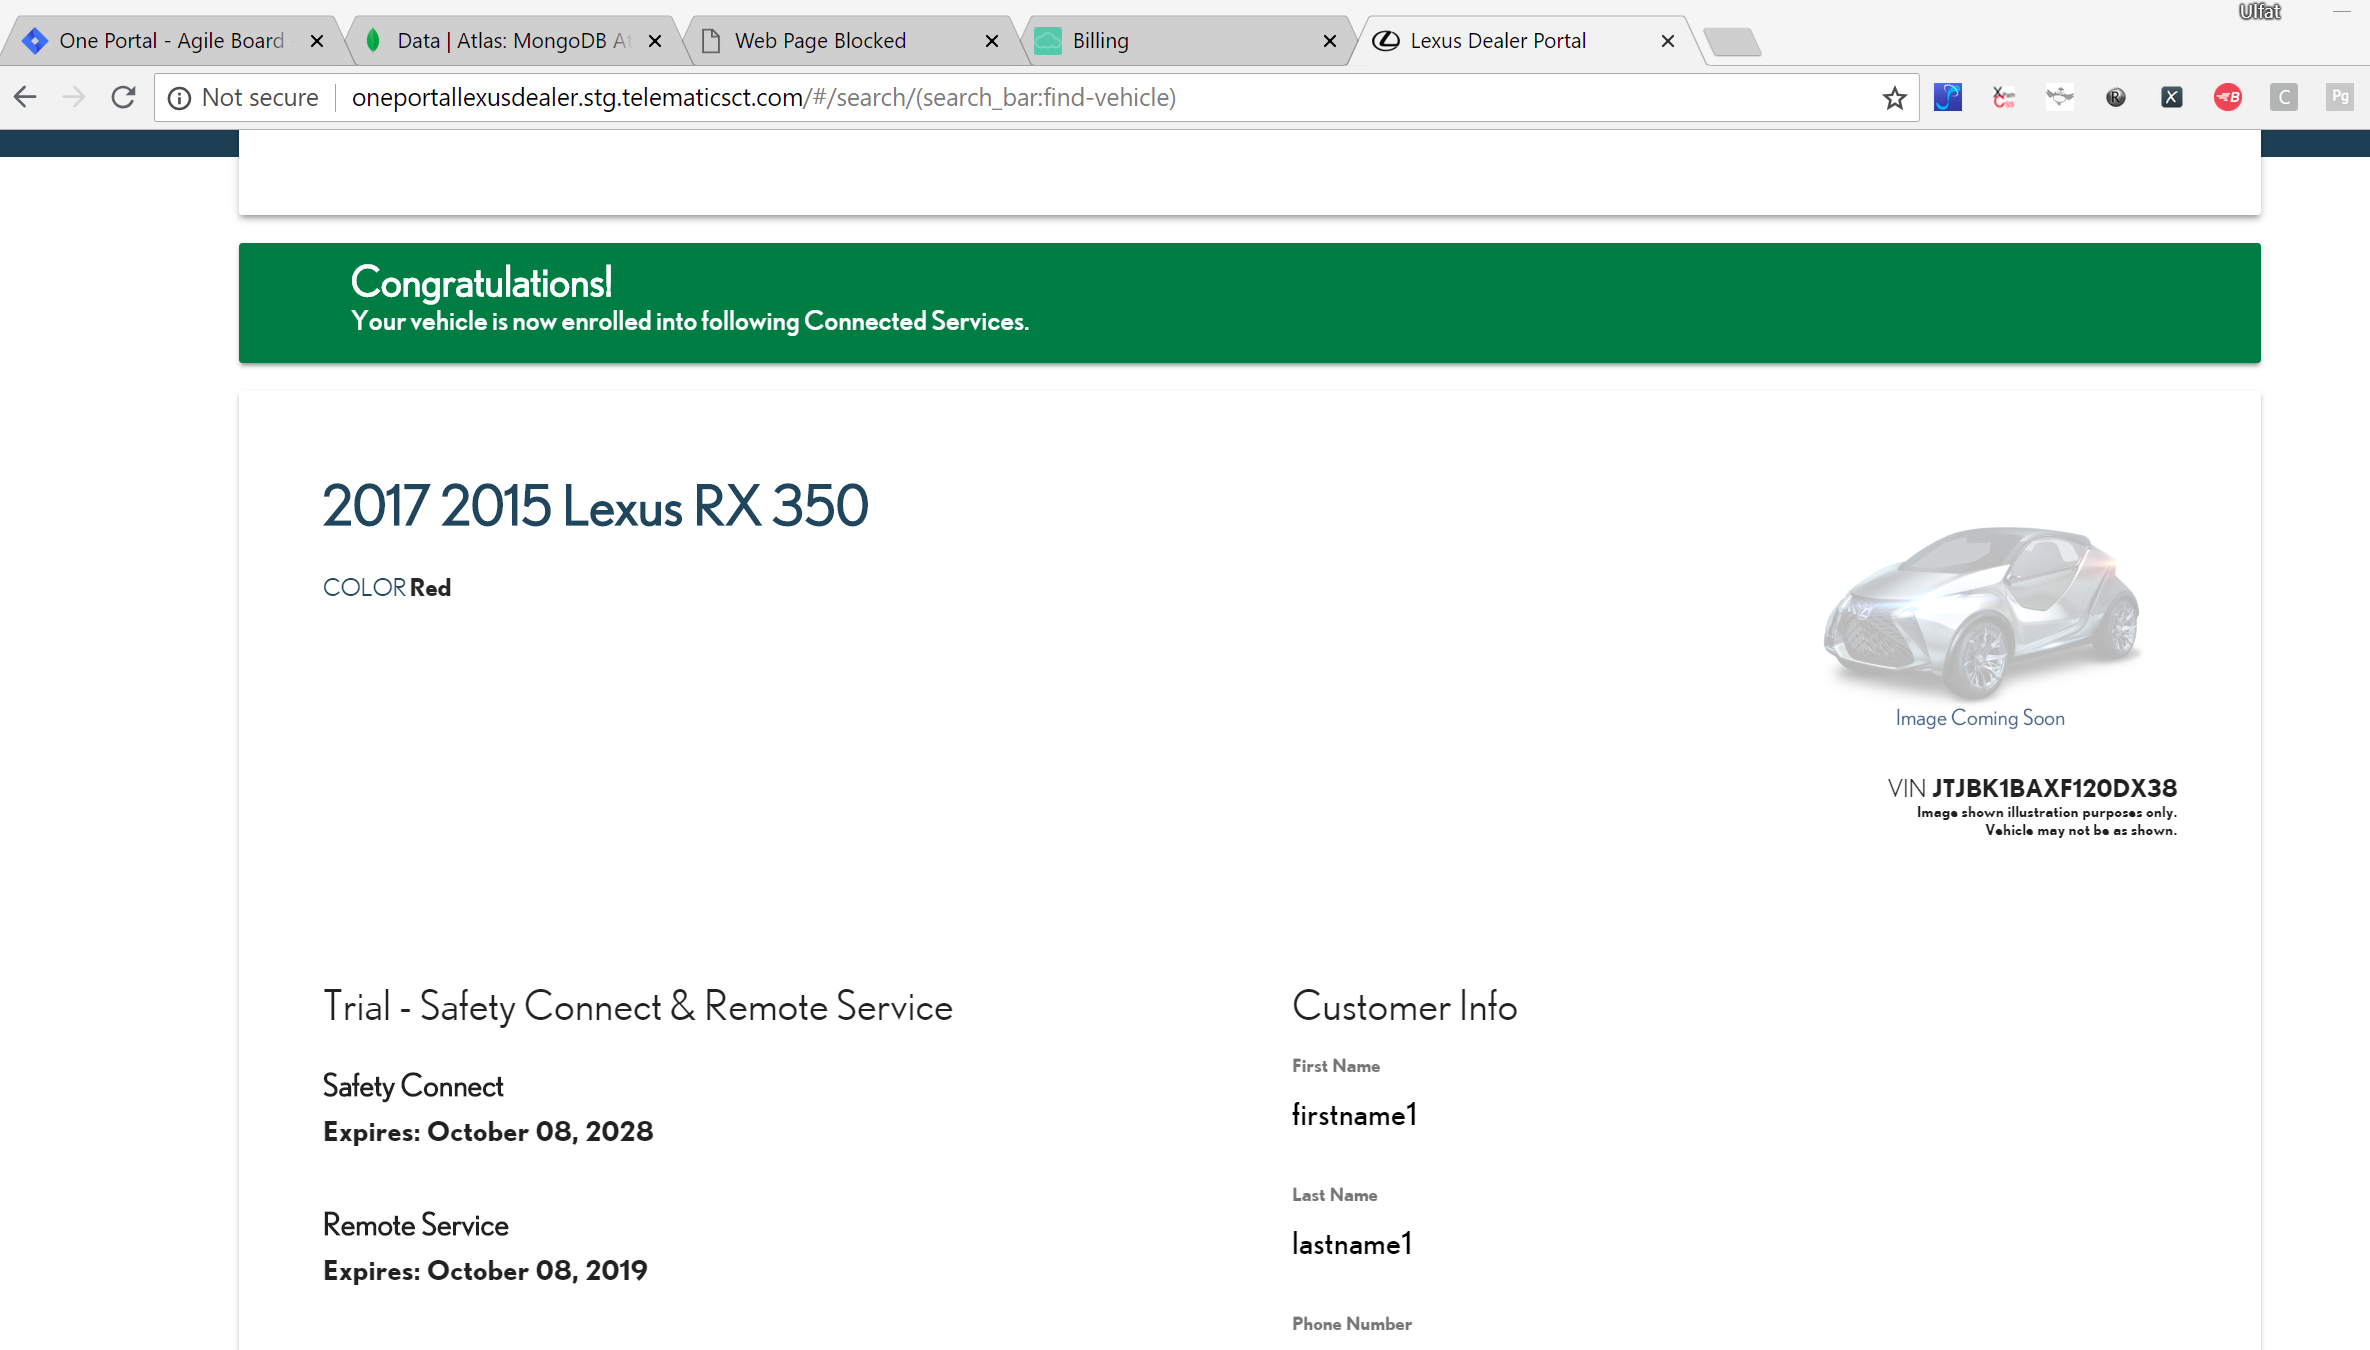 Ulfat
One Portal - Agile Board
Data | Atlas: MongoDB At
Web Page Blocked
Billing
Lexus Dealer Portal
Not secure
oneportallexusdealer.stg.telematicsct.com/#/search/(search_bar:find-vehicle)
Congratulations!
Your vehicle is now enrolled into following Connected Services.
2017 2015 Lexus RX 350
COLOR Red
Image Coming Soon
VIN JTJBK1BAXF120DX38
Image shown illustration purposes only.
Vehicle may not be as shown.
Trial - Safety Connect & Remote Service
Safety Connect
Expires: October 08, 2028
Remote Service
Expires: October 08, 2019
Customer Info
First Name
firstname1
Last Name
lastname1
Phone Number